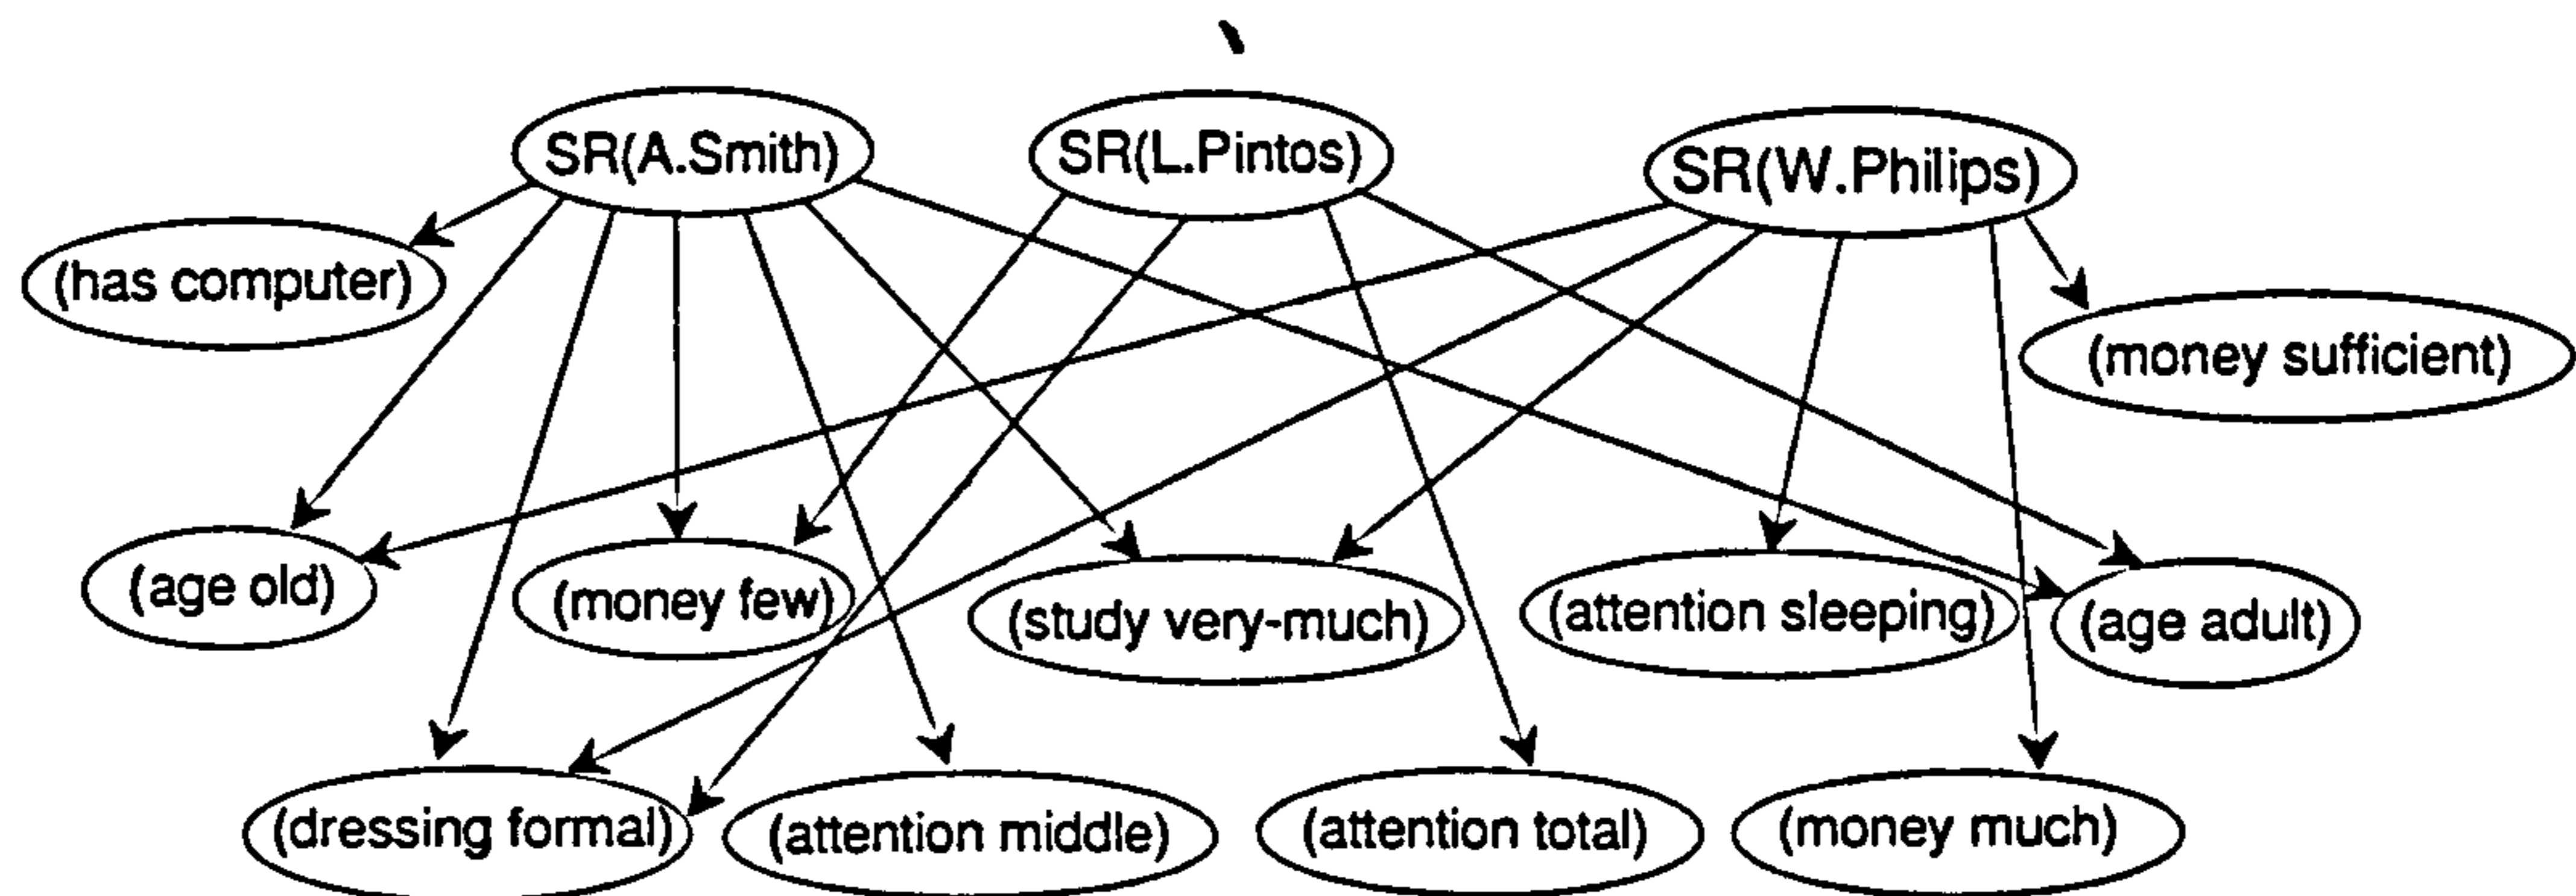 SR(A.Smith)
SR(L.Pintos)
SR(W.Philips)
(has computer)
(money sufficient)
(age old)
(money few)
(study very-much)
(attention sleeping)
(age adult)
(dressing formal)
(attention middle)
(attention total)
(money much)